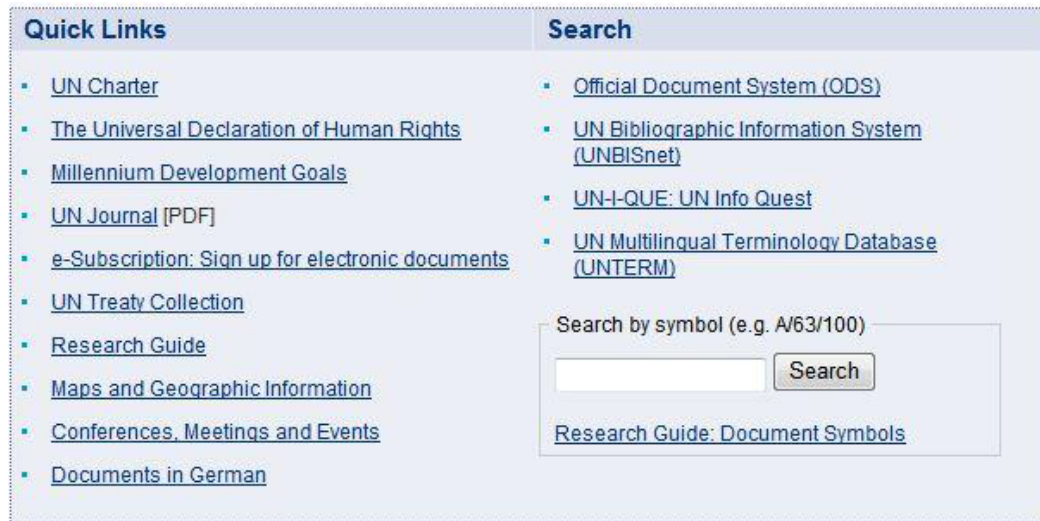 Quick Links
UN Charter
The Universal Declaration of Human Rights
Millennium Development Goals
UN Journal [PDF]
e-Subscription: Sign up for electronic documents
UN Treaty Collection
Research Guide
Maps and Geographic Information
Conferences, Meetings and Events
Documents in German
Search
Official Document System (ODS)
UN Bibliographic Information System
(UNBISnet)
UN-I-QUE: UN Info Quest
UN Multilingual Terminology Database
(UNTERM)
Search by symbol (e.g. A/63/100)
Search
Research Guide: Document Symbols